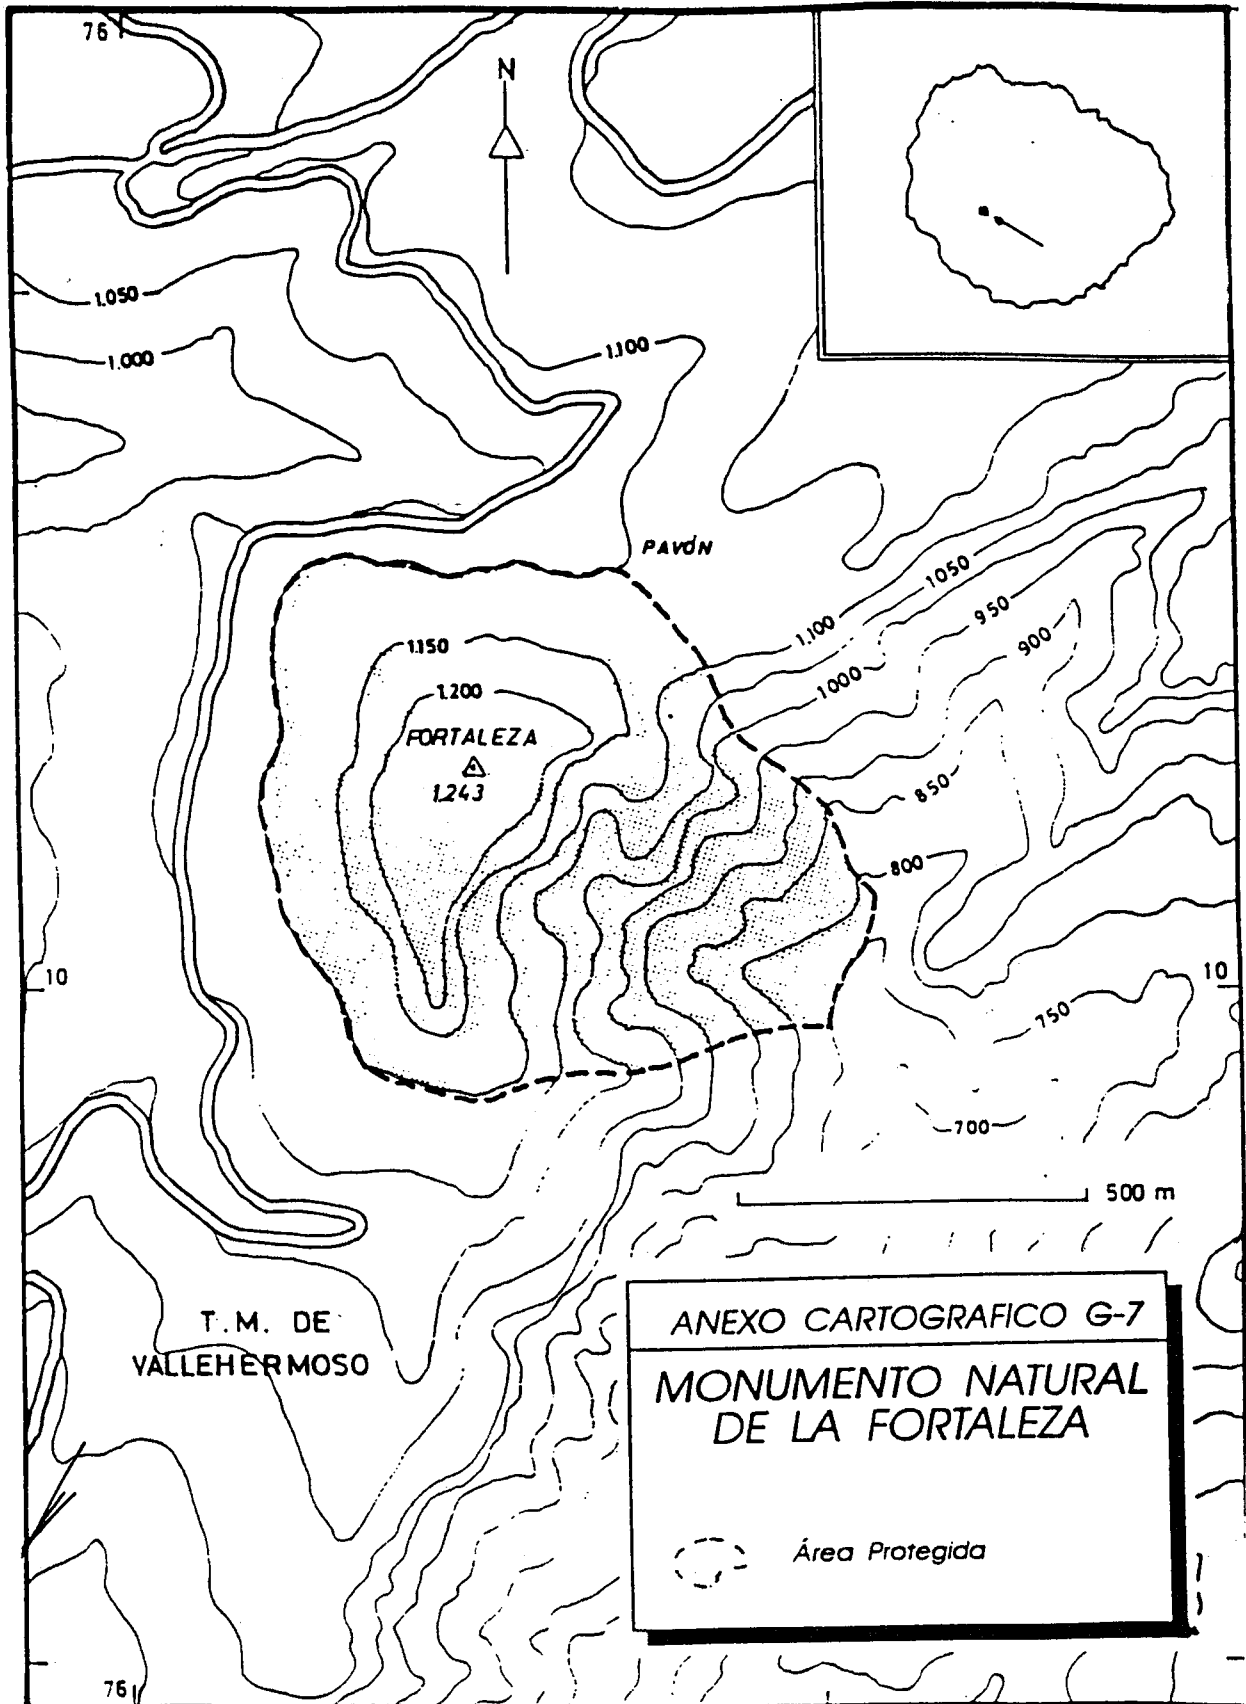 76
N
1.050
1.000
1.100
PAVÓN
1050
950
1.100
900
1000
1.150
1.200
FORTALEZA
1.243
850
800
10
10
750
700
500 m
T.M. DE
VALLEHERMOSO
ANEXO CARTOGRAFICO G-7
MONUMENTO NATURAL
DE LA FORTALEZA
Área Protegida
76